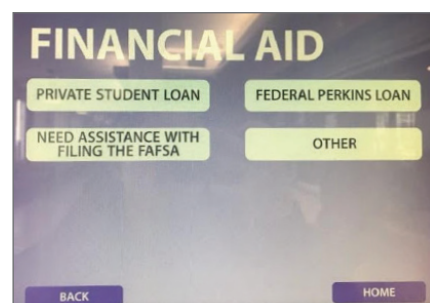 FINANCIAL AID
PRIVATE STUDENT LOAN
FEDERAL PERKINS LOAN
NEED ASSISTANCE WITH
FILING THE FAFSA
OTHER
BACK
HOME